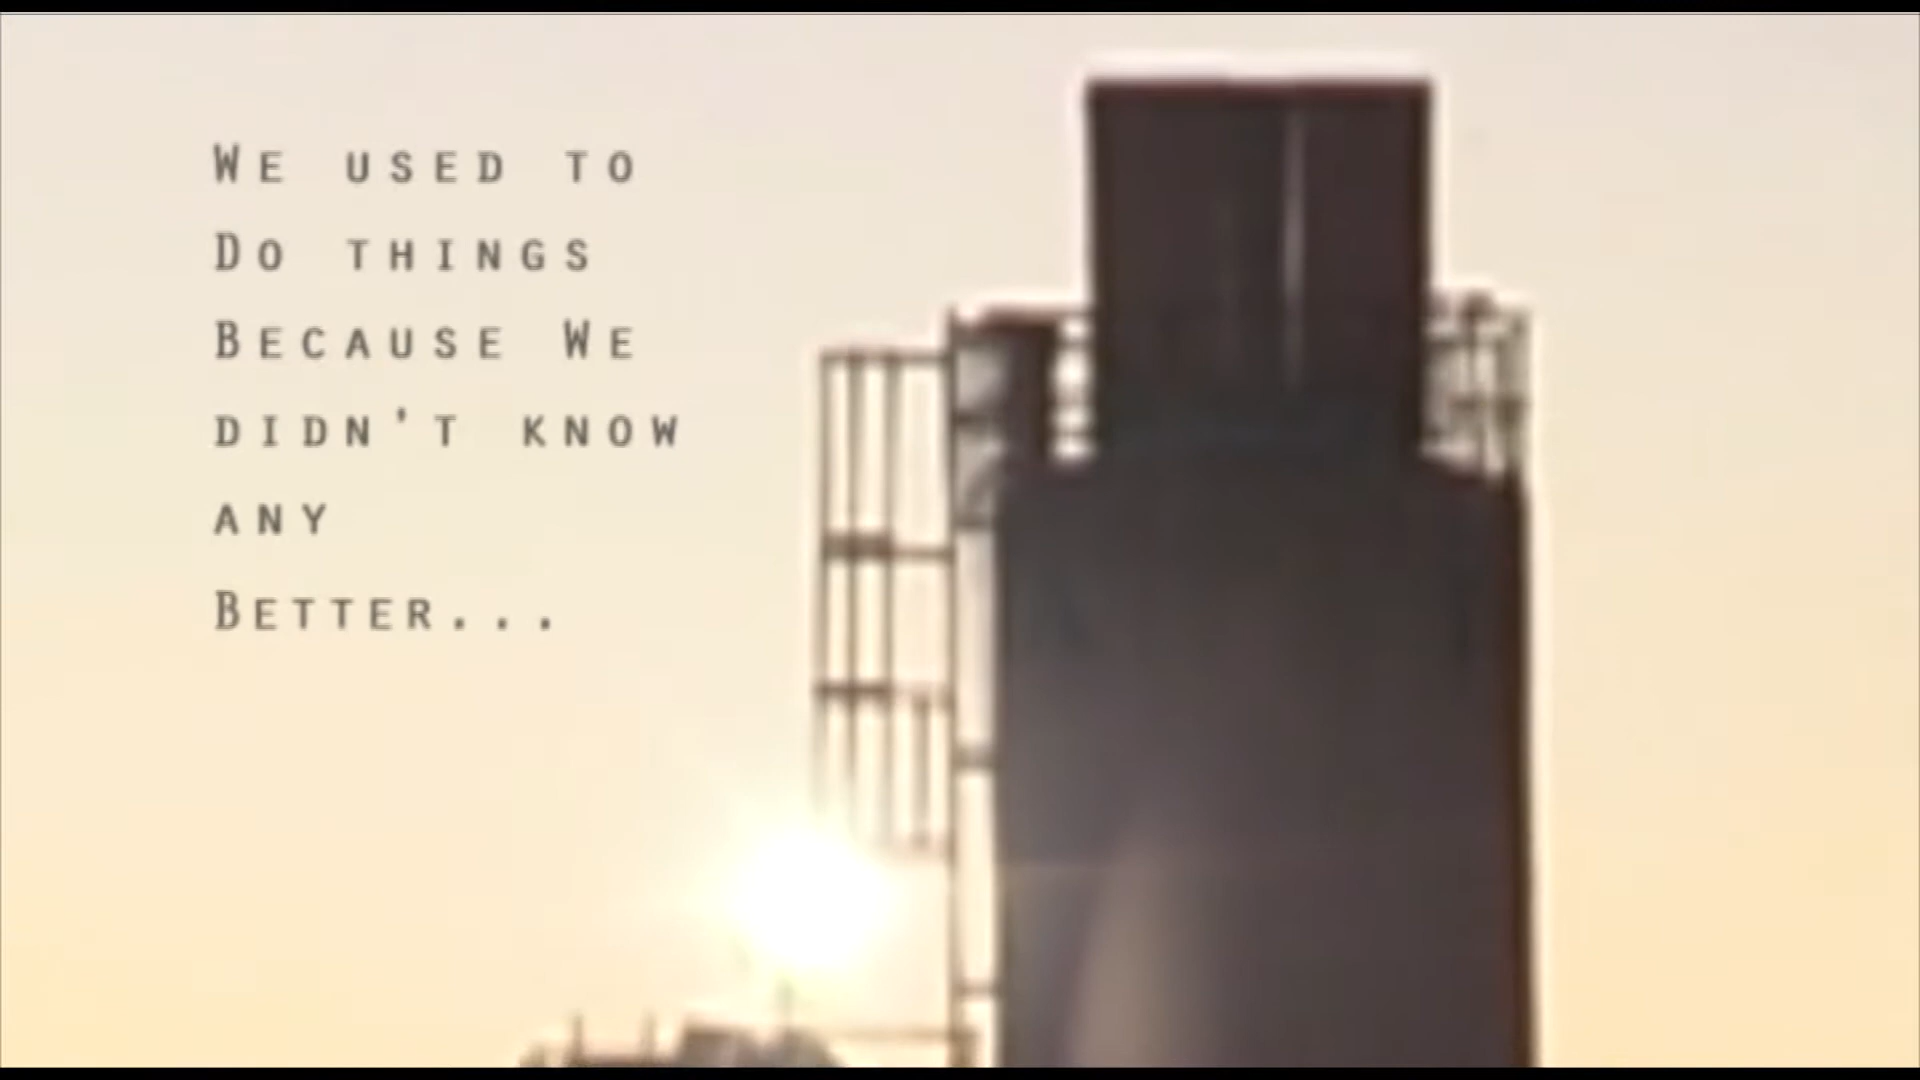 We used to
Do things
Because We
didn't know
any
Better...